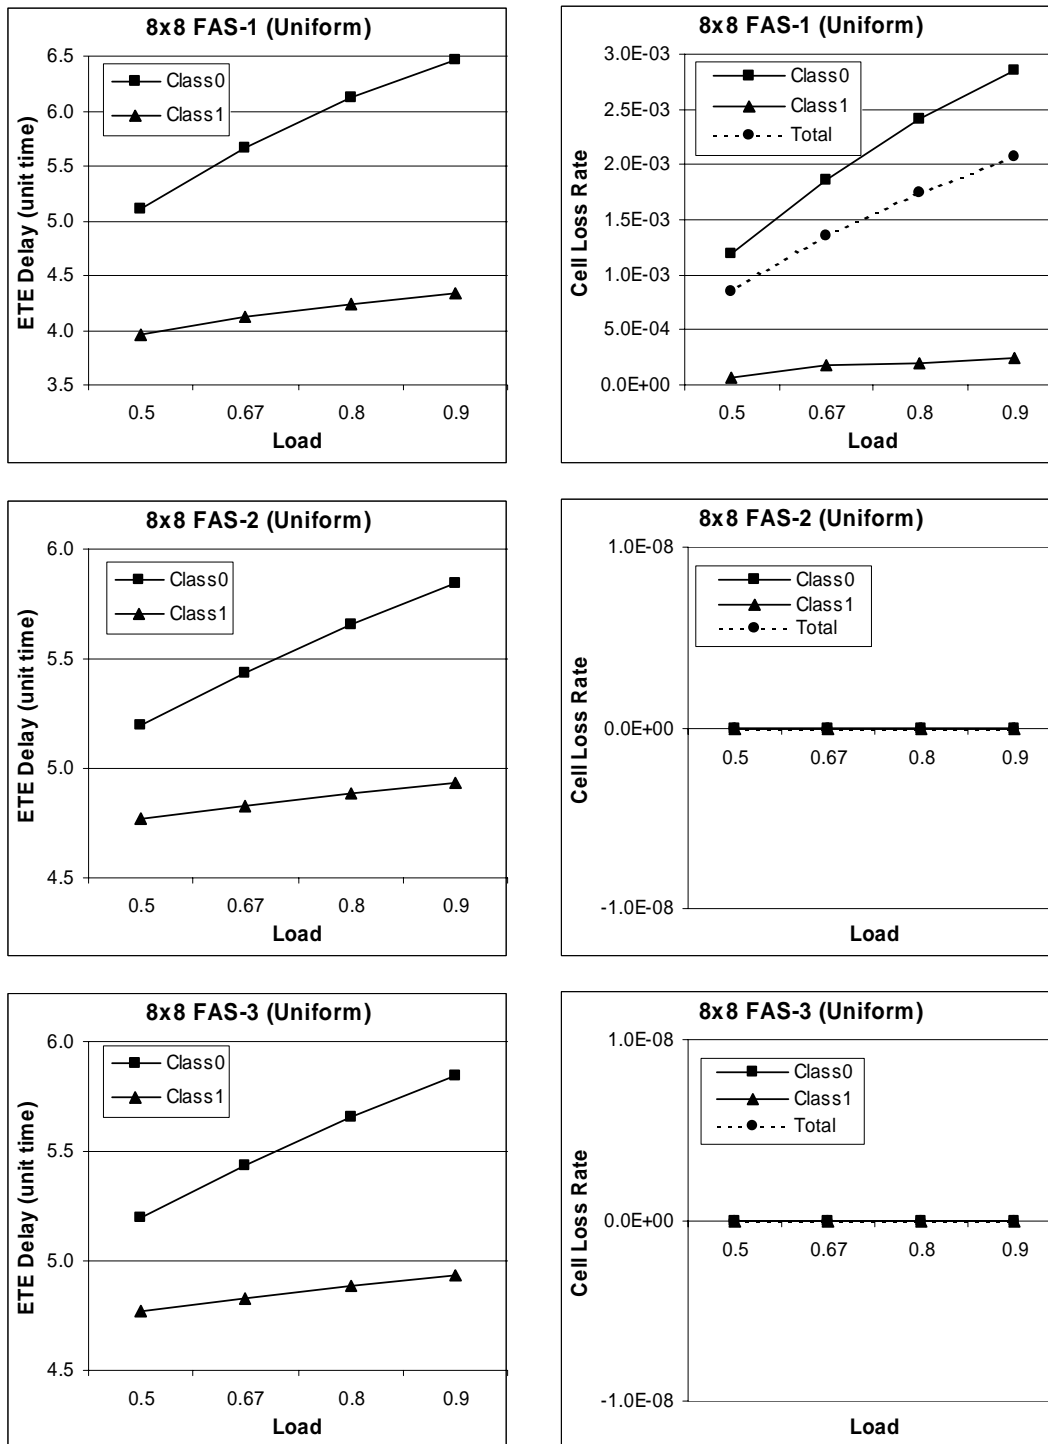 8x8 FAS-1 (Uniform)
6.5
6.0
5.5
5.0
4.5
4.0
3.5
ETE Delay (unit time)
Class0
Class1
0.5 0.67 0.8 0.9
Load
8x8 FAS-1 (Uniform)
3.0E-03
2.5E-03
2.0E-03
1.5E-03
1.0E-03
5.0E-04
0.0E+00
Cell Loss Rate
Class0
Class1
Total
0.5 0.67 0.8 0.9
Load
8x8 FAS-2 (Uniform)
6.0
5.5
5.0
4.5
ETE Delay (unit time)
Class0
Class1
0.5 0.67 0.8 0.9
Load
8x8 FAS-2 (Uniform)
1.0E-08
0.0E+00
-1.0E-08
Cell Loss Rate
Class0
Class1
Total
0.5 0.67 0.8 0.9
Load
8x8 FAS-3 (Uniform)
6.0
5.5
5.0
4.5
ETE Delay (unit time)
Class0
Class1
0.5 0.67 0.8 0.9
Load
8x8 FAS-3 (Uniform)
1.0E-08
0.0E+00
-1.0E-08
Cell Loss Rate
Class0
Class1
Total
0.5 0.67 0.8 0.9
Load